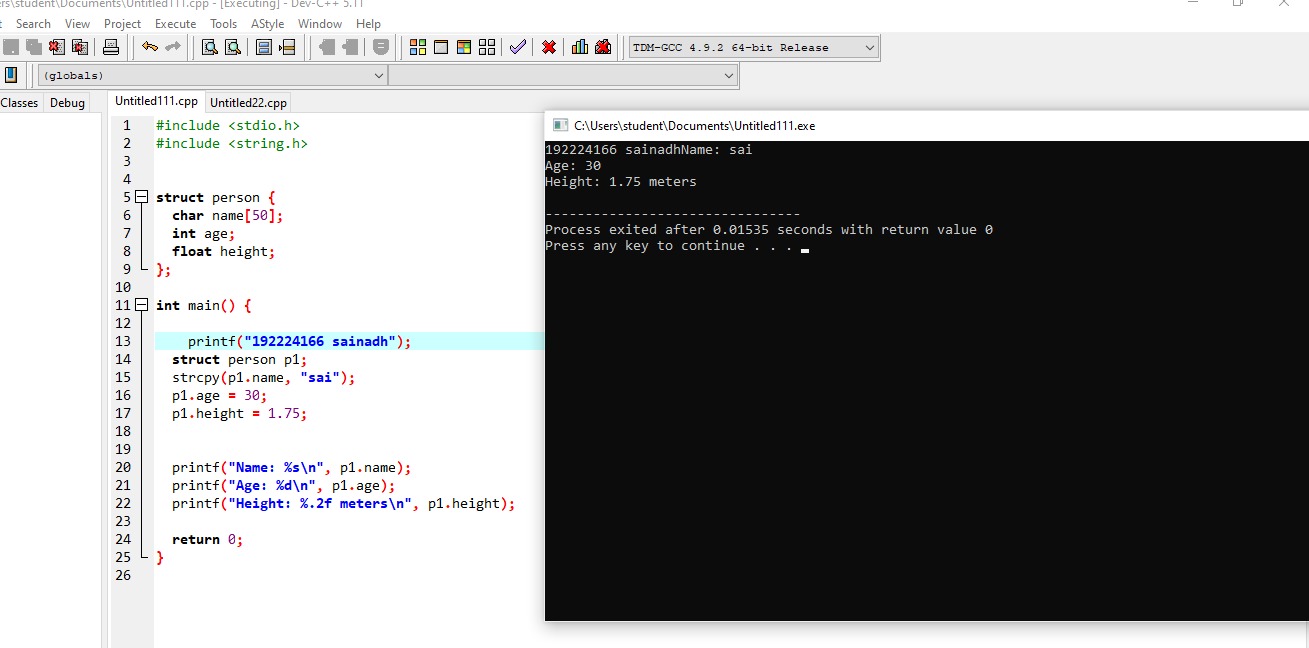 ers\student\Documents\Untitled111.cpp - [Executing] - Dev-C++ 5.11
Search View Project Execute Tools AStyle Window Help
TDM-GCC 4.9.2 64-bit Release
(globals)
Classes Debug Untitled111.cpp Untitled22.cpp
1 #include <stdio.h>
2 #include <string.h>
3
4
5 struct person {
6 char name[50];
7 int age;
8 float height;
9 };
10
11 int main() {
12
13 printf("192224166 sainadh");
14 struct person p1;
15 strcpy(p1.name, "sai");
16 p1.age = 30;
17 p1.height = 1.75;
18
19
20 printf("Name: %s\n", p1.name);
21 printf("Age: %d\n", p1.age);
22 printf("Height: %.2f meters\n", p1.height);
23
24 return 0;
25 }
26
C:\Users\student\Documents\Untitled111.exe
192224166 sainadhName: sai
Age: 30
Height: 1.75 meters
--------------------------------
Process exited after 0.01535 seconds with return value 0
Press any key to continue . . .